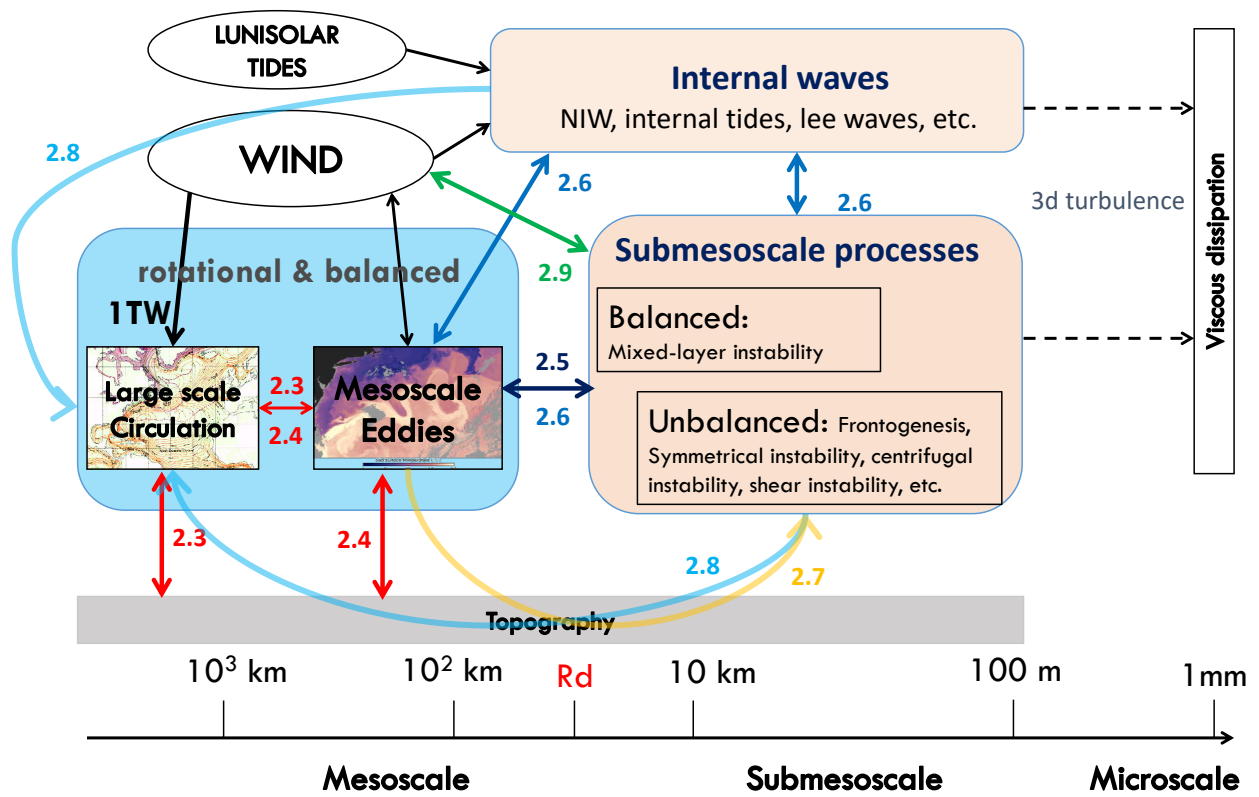 LUNISOLAR
TIDES
Internal waves
NIW, internal tides, lee waves, etc.
WIND
2.8
2.6
2.6
3d turbulence
Viscous dissipation
2.9
Submesoscale processes
rotational & balanced
1TW
Balanced:
Mixed-layer instability
Large scale
Circulation
2.3
2.4
Mesoscale
Eddies
2.5
2.6
Unbalanced: Frontogenesis,
Symmetrical instability, centrifugal
instability, shear instability, etc.
2.3
2.4
2.8
2.7
Topography
10³ km
10² km
Rd
10 km
100 m
1mm
Mesoscale
Submesoscale
Microscale